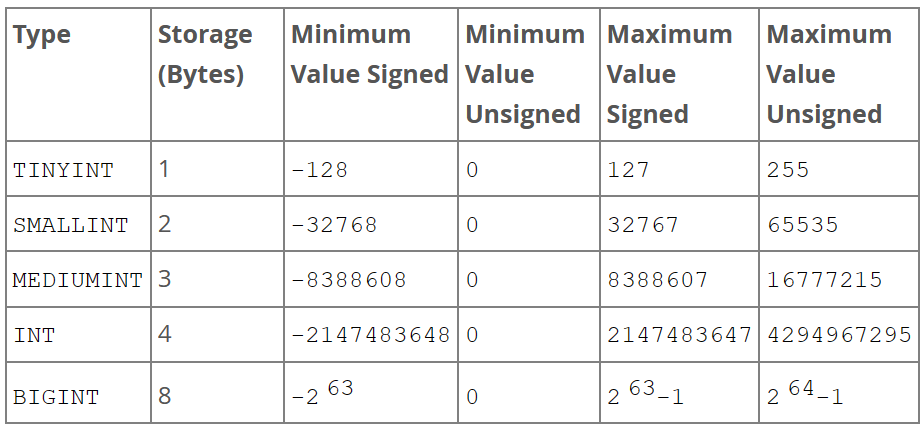 Type Storage (Bytes) Minimum Value Signed Minimum Value Unsigned Maximum Value Signed Maximum Value Unsigned
TINYINT 1 -128 0 127 255
SMALLINT 2 -32768 0 32767 65535
MEDIUMINT 3 -8388608 0 8388607 16777215
INT 4 -2147483648 0 2147483647 4294967295
BIGINT 8 -2 63 0 2 63-1 2 64-1